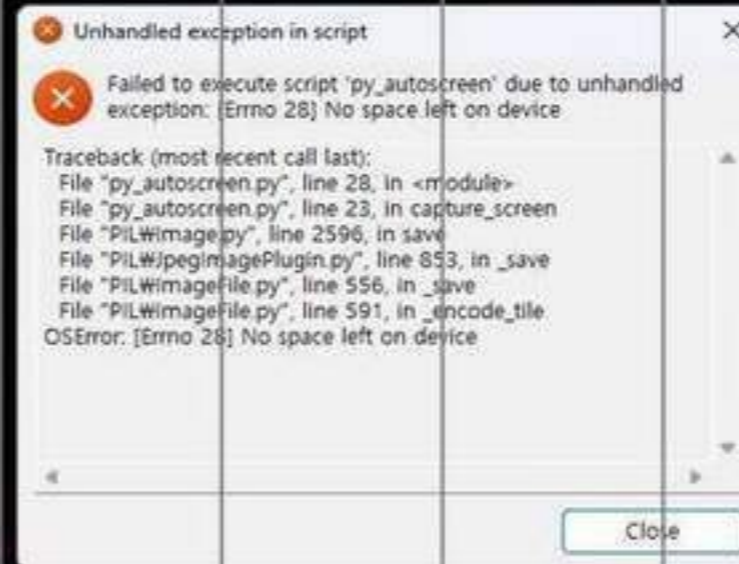 Unhandled exception in script
Failed to execute script 'py_autoscreen' due to unhandled
exception: [Errno 28] No space left on device
Traceback (most recent call last):
File "py_autoscreen.py", line 28, in <module>
File "py_autoscreen.py", line 23, in capture_screen
File "PIL₩Image.py", line 2596, in save
File "PIL₩JpegImagePlugin.py", line 853, in _save
File "PIL₩ImageFile.py", line 556, in _save
File "PIL₩ImageFile.py", line 591, in _encode_tile
OSError: [Errno 28] No space left on device
Close